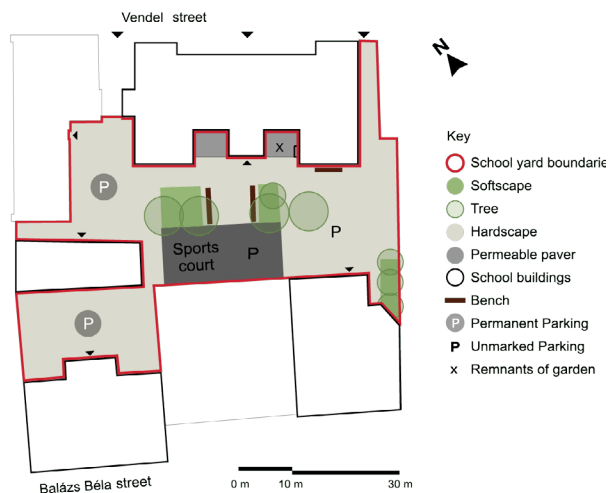 Vendel street
N
Key
School yard boundaries
Softscape
Tree
Hardscape
Permeable paver
School buildings
Bench
P Permanent Parking
P Unmarked Parking
x Remnants of garden
x
P
P
Sports
court
P
P
Balázs Béla street
0 m 10 m 30 m